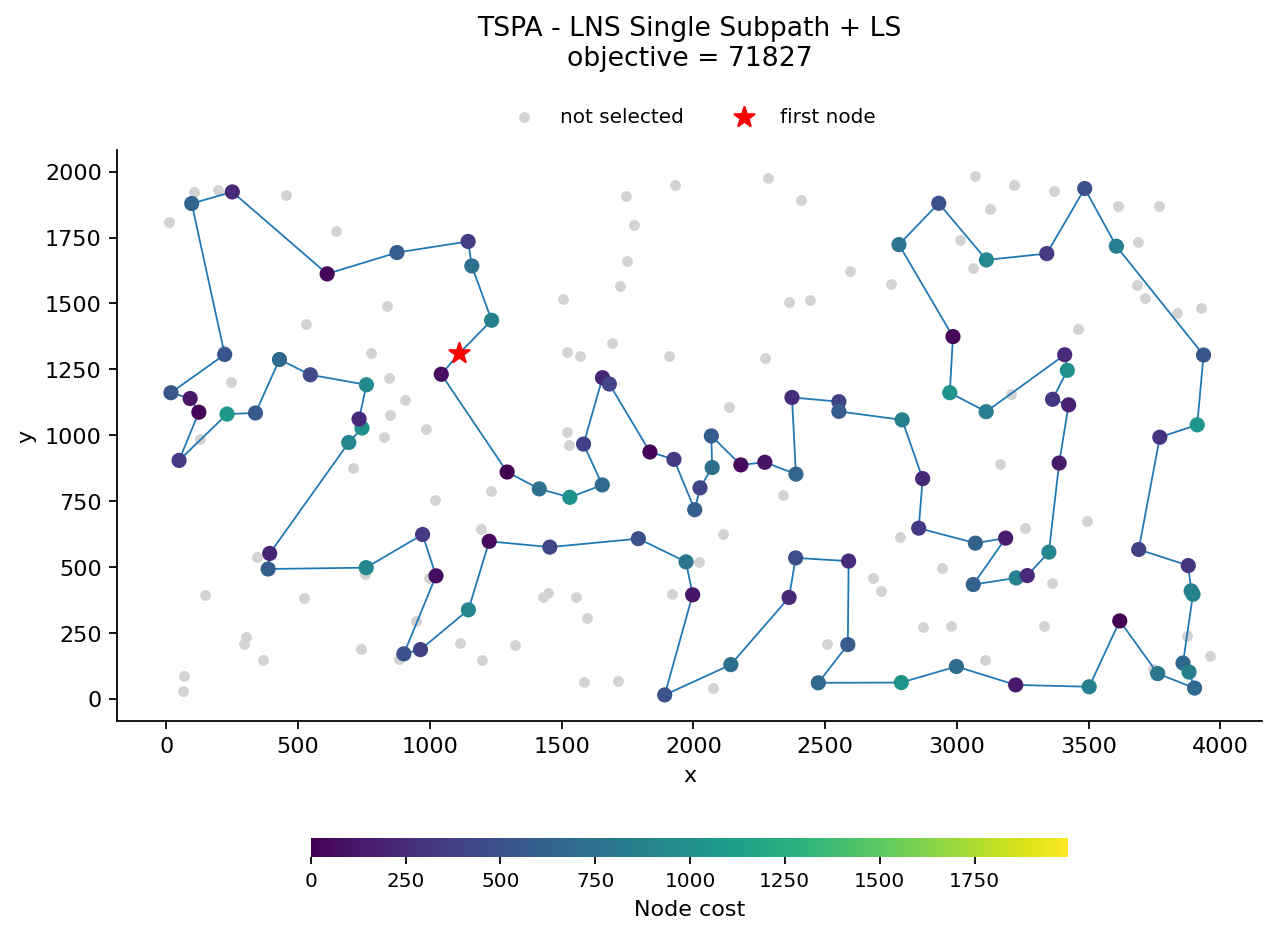 TSPA - LNS Single Subpath + LS
objective = 71827
not selected
first node
2000
1750
1500
1250
1000
750
500
250
0
y
0 500 1000 1500 2000 2500 3000 3500 4000
x
0 250 500 750 1000 1250 1500 1750
Node cost